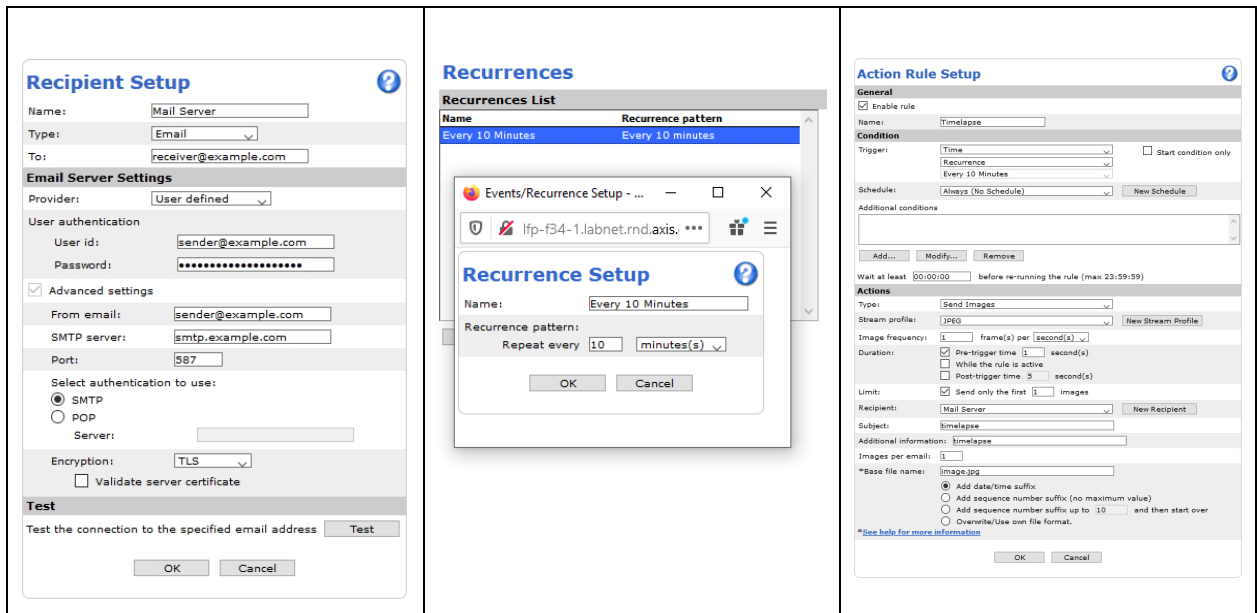 Recipient Setup
Name: Mail Server
Type: Email
To: receiver@example.com
Email Server Settings
Provider: User defined
User authentication
User id: sender@example.com
Password: ••••••••••••••••••••
Advanced settings
From email: sender@example.com
SMTP server: smtp.example.com
Port: 587
Select authentication to use:
SMTP
POP
Server:
Encryption: TLS
Validate server certificate
Test
Test the connection to the specified email address Test
OK Cancel
Recurrences
Recurrences List
Name Recurrence pattern
Every 10 Minutes Every 10 minutes
Events/Recurrence Setup - ...
lfp-f34-1.labnet.rnd.axis.
Recurrence Setup
Name: Every 10 Minutes
Recurrence pattern:
Repeat every 10 minutes(s)
OK Cancel
Action Rule Setup
General
Enable rule
Name: Timelapse
Condition
Trigger: Time Start condition only
Recurrence
Every 10 Minutes
Schedule: Always (No Schedule) New Schedule
Additional conditions
Add... Modify... Remove
Wait at least 00:00:00 before re-running the rule (max 23:59:59)
Actions
Type: Send Images
Stream profile: JPEG New Stream Profile
Image frequency: 1 frame(s) per second(s)
Duration: Pre-trigger time 1 second(s)
While the rule is active
Post-trigger time 5 second(s)
Limit: Send only the first 1 images
Recipient: Mail Server New Recipient
Subject: timelapse
Additional information: timelapse
Images per email: 1
*Base file name: image.jpg
Add date/time suffix
Add sequence number suffix (no maximum value)
Add sequence number suffix up to 10 and then start over
Overwrite/Use own file format.
*See help for more information
OK Cancel